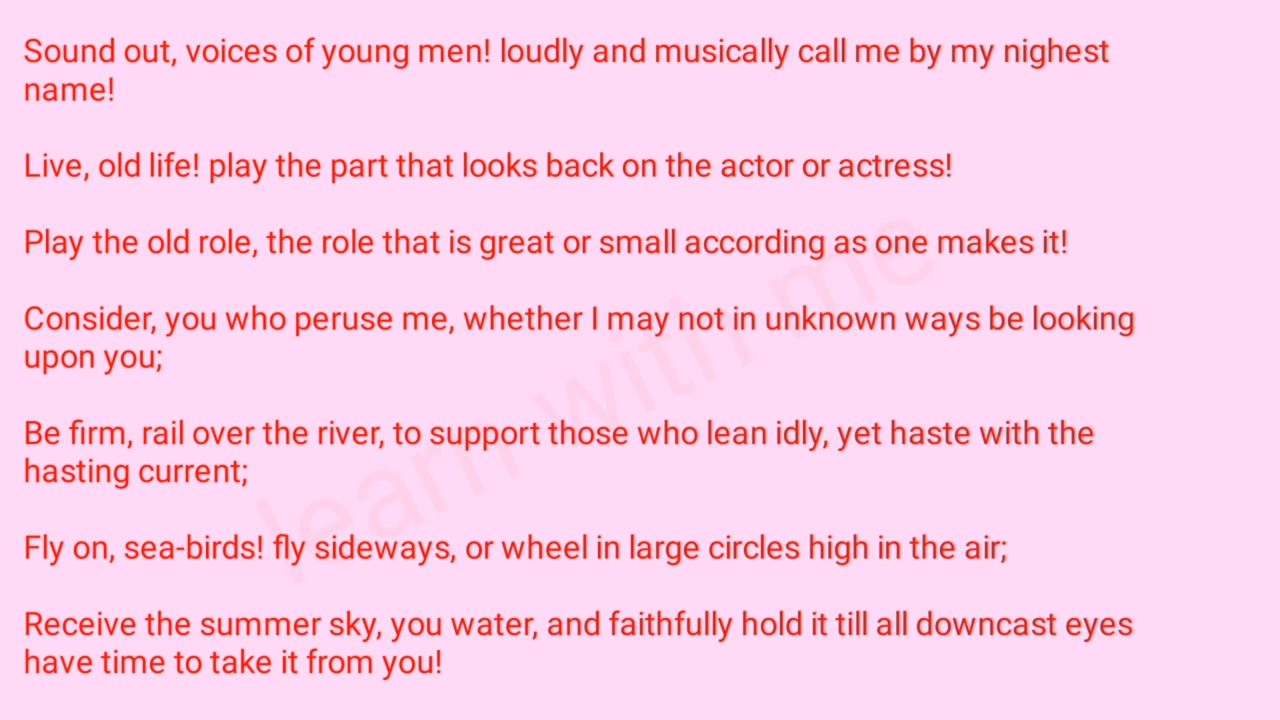 Sound out, voices of young men! loudly and musically call me by my nighest
name!
Live, old life! play the part that looks back on the actor or actress!
Play the old role, the role that is great or small according as one makes it!
Consider, you who peruse me, whether I may not in unknown ways be looking
upon you;
Be firm, rail over the river, to support those who lean idly, yet haste with the
hasting current;
Fly on, sea-birds! fly sideways, or wheel in large circles high in the air;
Receive the summer sky, you water, and faithfully hold it till all downcast eyes
have time to take it from you!
learn with me